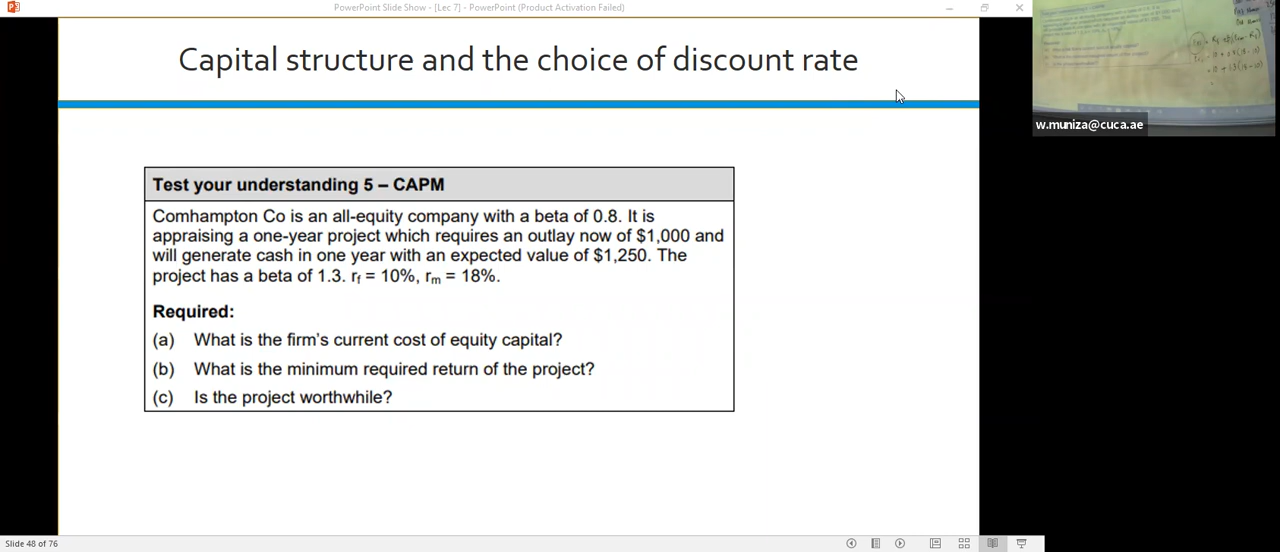 PowerPoint Slide Show - [Lec 7] - PowerPoint (Product Activation Failed)
Capital structure and the choice of discount rate
w.muniza@cuca.ae
Test your understanding 5 – CAPM
Comhampton Co is an all-equity company with a beta of 0.8. It is
appraising a one-year project which requires an outlay now of $1,000 and
will generate cash in one year with an expected value of $1,250. The
project has a beta of 1.3. rf = 10%, rm = 18%.
Required:
(a) What is the firm's current cost of equity capital?
(b) What is the minimum required return of the project?
(c) Is the project worthwhile?
Slide 48 of 76